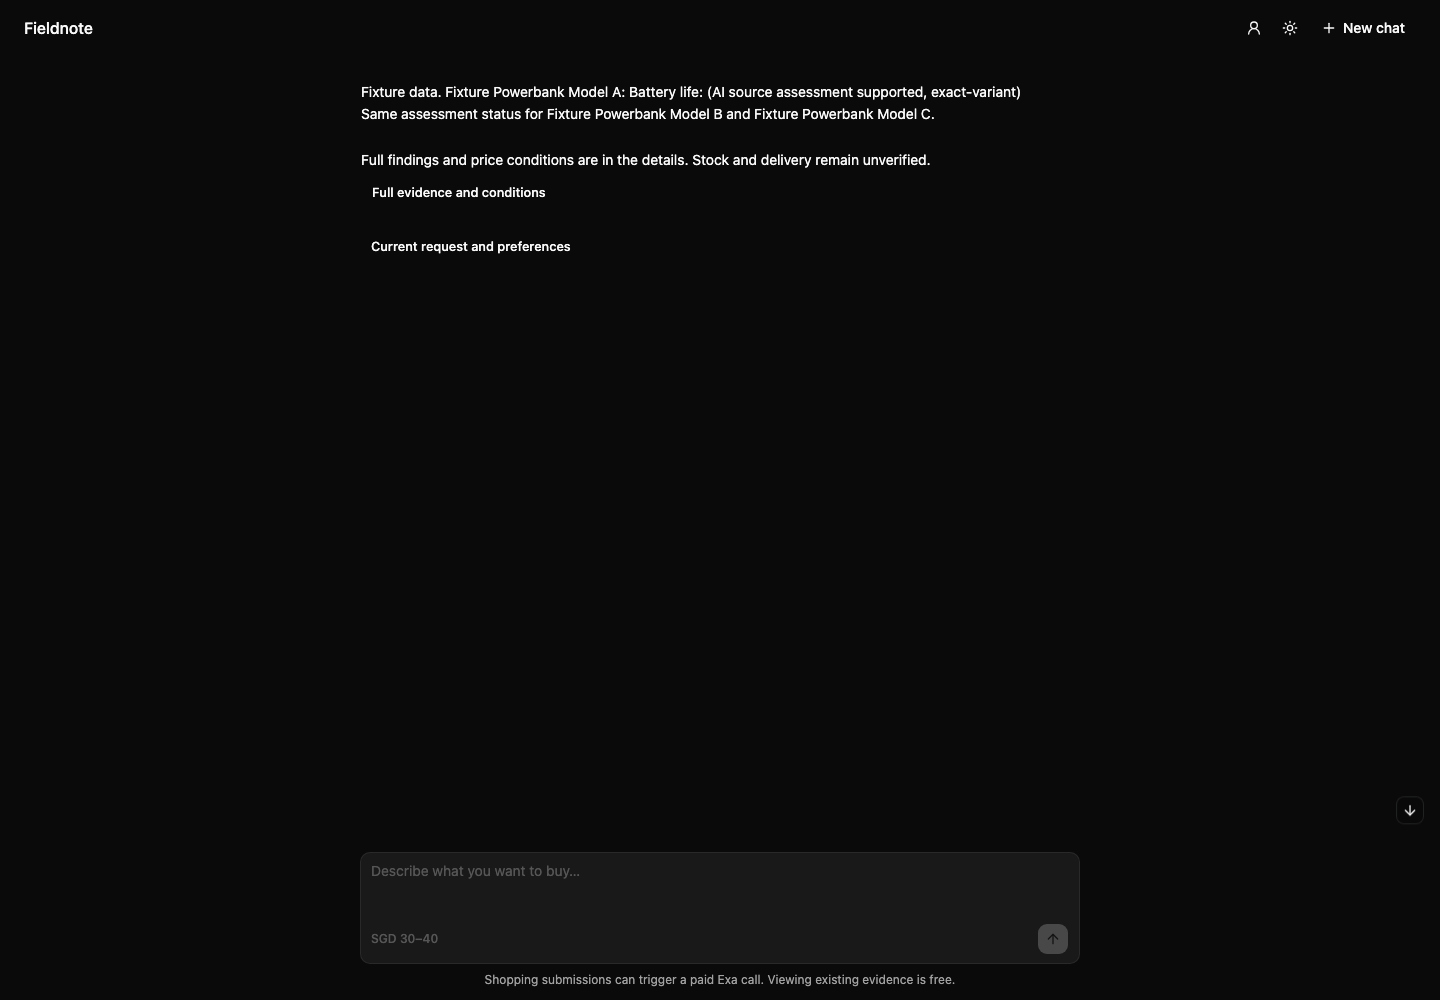 Fieldnote
New chat
Fixture data. Fixture Powerbank Model A: Battery life: (AI source assessment supported, exact-variant)
Same assessment status for Fixture Powerbank Model B and Fixture Powerbank Model C.
Full findings and price conditions are in the details. Stock and delivery remain unverified.
Full evidence and conditions
Current request and preferences
Describe what you want to buy...
SGD 30–40
Shopping submissions can trigger a paid Exa call. Viewing existing evidence is free.